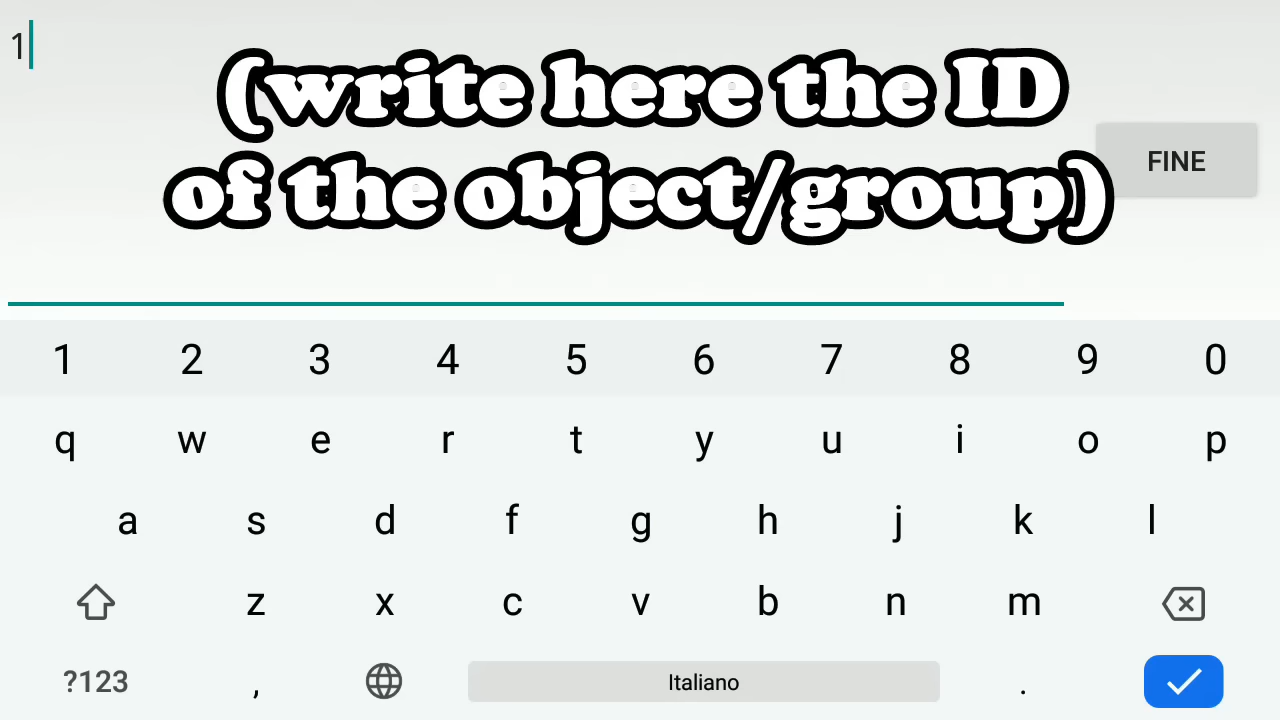 1
(write here the ID
of the object/group)
FINE
1 2 3 4 5 6 7 8 9 0
q w e r t y u i o p
a s d f g h j k l
z x c v b n m
?123 , Italiano .